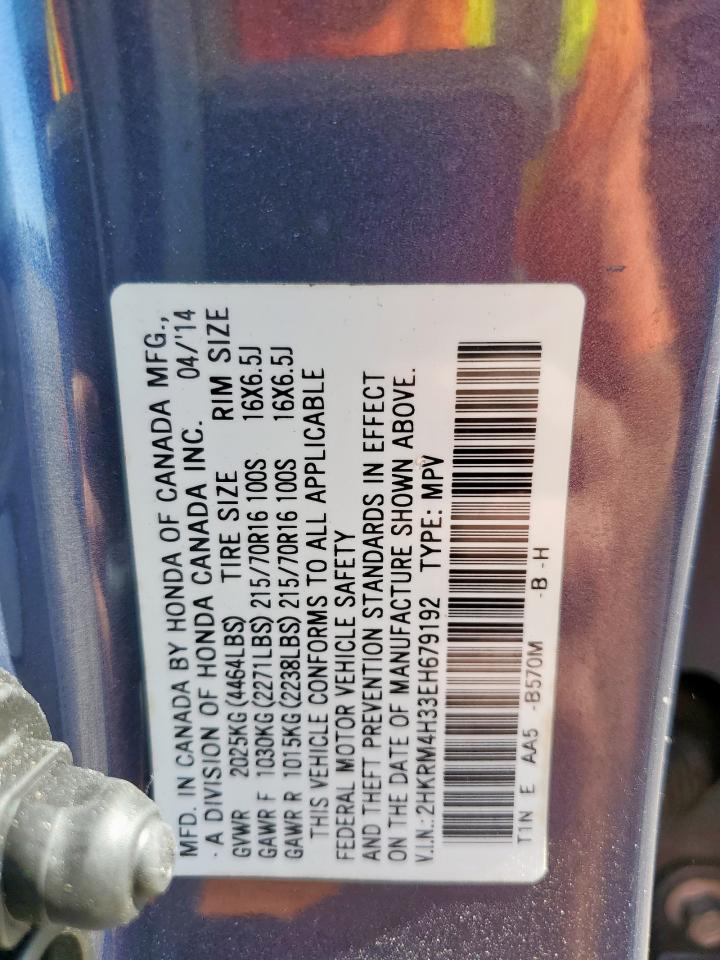 MFD. IN CANADA BY HONDA OF CANADA MFG.,
· A DIVISION OF HONDA CANADA INC. 04/'14
GVWR 2025KG(4464LBS) TIRE SIZE RIM SIZE
GAWR F 1030KG(2271LBS) 215/70R16 100S 16X6.5J
GAWR R 1015KG(2238LBS) 215/70R16 100S 16X6.5J
THIS VEHICLE CONFORMS TO ALL APPLICABLE
FEDERAL MOTOR VEHICLE SAFETY
AND THEFT PREVENTION STANDARDS IN EFFECT
ON THE DATE OF MANUFACTURE SHOWN ABOVE.
V.I.N.:2HKRM4H33EH679192 TYPE: MPV
T1N E AA5 -B570M -B -H